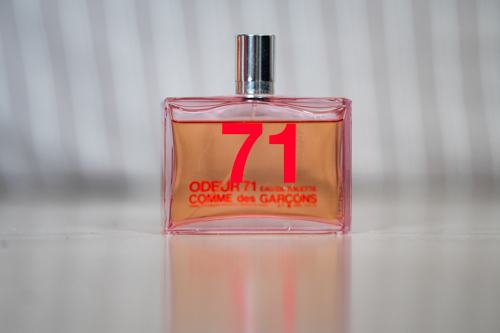 71
ODEUR 71 EAU DE TOILETTE
COMME des GARÇONS